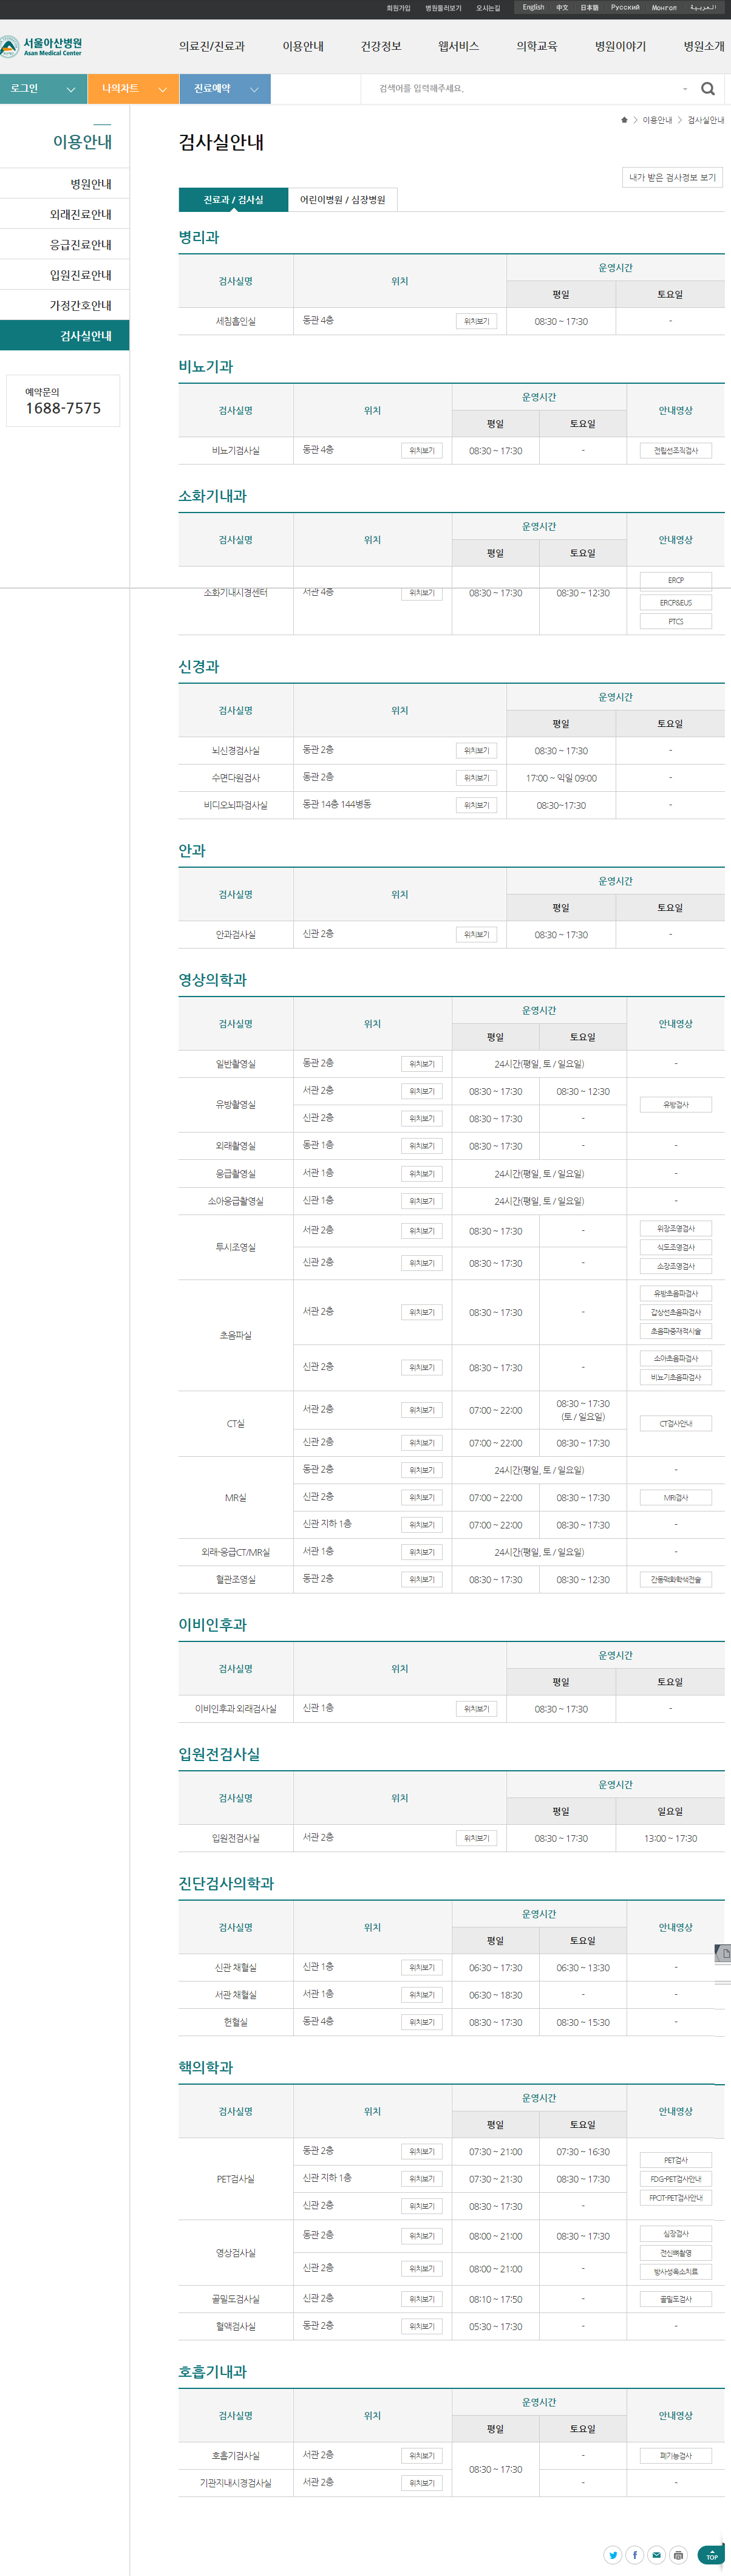 회원가입 병원둘러보기 오시는길 English 中文 日本語 Русский Монгол العربية
서울아산병원
Asan Medical Center
의료진/진료과 이용안내 건강정보 웹서비스 의학교육 병원이야기 병원소개
로그인 나의차트 진료예약 검색어를 입력해주세요.
이용안내 > 검사실안내
이용안내
병원안내
외래진료안내
응급진료안내
입원진료안내
가정간호안내
검사실안내
예약문의
1688-7575
검사실안내
내가 받은 검사정보 보기
진료과 / 검사실 어린이병원 / 심장병원
병리과
검사실명 위치 운영시간
평일 토요일
세침흡인실 동관 4층 위치보기 08:30 ~ 17:30 -
비뇨기과
검사실명 위치 운영시간 안내영상
평일 토요일
비뇨기검사실 동관 4층 위치보기 08:30 ~ 17:30 - 전립선조직검사
소화기내과
검사실명 위치 운영시간 안내영상
평일 토요일
소화기내시경센터 서관 4층 위치보기 08:30 ~ 17:30 08:30 ~ 12:30 ERCP
ERCP&EUS
PTCS
신경과
검사실명 위치 운영시간
평일 토요일
뇌신경검사실 동관 2층 위치보기 08:30 ~ 17:30 -
수면다원검사 동관 2층 위치보기 17:00 ~ 익일 09:00 -
비디오뇌파검사실 동관 14층 144병동 위치보기 08:30~17:30 -
안과
검사실명 위치 운영시간
평일 토요일
안과검사실 신관 2층 위치보기 08:30 ~ 17:30 -
영상의학과
검사실명 위치 운영시간 안내영상
평일 토요일
일반촬영실 동관 2층 위치보기 24시간(평일, 토 / 일요일) -
유방촬영실 서관 2층 위치보기 08:30 ~ 17:30 08:30 ~ 12:30 유방검사
신관 2층 위치보기 08:30 ~ 17:30 -
외래촬영실 동관 1층 위치보기 08:30 ~ 17:30 - -
응급촬영실 서관 1층 위치보기 24시간(평일, 토 / 일요일) -
소아응급촬영실 신관 1층 위치보기 24시간(평일, 토 / 일요일) -
투시조영실 서관 2층 위치보기 08:30 ~ 17:30 - 위장조영검사
식도조영검사
신관 2층 위치보기 08:30 ~ 17:30 - 소장조영검사
초음파실 서관 2층 위치보기 08:30 ~ 17:30 - 유방초음파검사
갑상선초음파검사
초음파중재적시술
신관 2층 위치보기 08:30 ~ 17:30 - 소아초음파검사
비뇨기초음파검사
CT실 서관 2층 위치보기 07:00 ~ 22:00 08:30 ~ 17:30
(토 / 일요일) CT검사안내
신관 2층 위치보기 07:00 ~ 22:00 08:30 ~ 17:30
MR실 동관 2층 위치보기 24시간(평일, 토 / 일요일) -
신관 2층 위치보기 07:00 ~ 22:00 08:30 ~ 17:30 MRI검사
신관 지하 1층 위치보기 07:00 ~ 22:00 08:30 ~ 17:30 -
외래-응급CT/MR실 서관 1층 위치보기 24시간(평일, 토 / 일요일) -
혈관조영실 동관 2층 위치보기 08:30 ~ 17:30 08:30 ~ 12:30 간동맥화학색전술
이비인후과
검사실명 위치 운영시간
평일 토요일
이비인후과 외래검사실 신관 1층 위치보기 08:30 ~ 17:30 -
입원전검사실
검사실명 위치 운영시간
평일 일요일
입원전검사실 서관 2층 위치보기 08:30 ~ 17:30 13:00 ~ 17:30
진단검사의학과
검사실명 위치 운영시간 안내영상
평일 토요일
신관 채혈실 신관 1층 위치보기 06:30 ~ 17:30 06:30 ~ 13:30 -
서관 채혈실 서관 1층 위치보기 06:30 ~ 18:30 - -
헌혈실 동관 4층 위치보기 08:30 ~ 17:30 08:30 ~ 15:30 -
핵의학과
검사실명 위치 운영시간 안내영상
평일 토요일
PET검사실 동관 2층 위치보기 07:30 ~ 21:00 07:30 ~ 16:30 PET검사
신관 지하 1층 위치보기 07:30 ~ 21:30 08:30 ~ 17:30 FDG-PET검사안내
신관 2층 위치보기 08:30 ~ 17:30 - FPCIT-PET검사안내
영상검사실 동관 2층 위치보기 08:00 ~ 21:00 08:30 ~ 17:30 심장검사
전신뼈촬영
신관 2층 위치보기 08:00 ~ 21:00 - 방사성옥소치료
골밀도검사실 신관 2층 위치보기 08:10 ~ 17:50 - 골밀도검사
혈액검사실 동관 2층 위치보기 05:30 ~ 17:30 - -
호흡기내과
검사실명 위치 운영시간 안내영상
평일 토요일
호흡기검사실 서관 2층 위치보기 08:30 ~ 17:30 - 폐기능검사
기관지내시경검사실 서관 2층 위치보기 - -
TOP